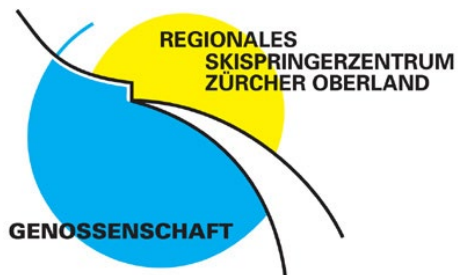 REGIONALES
SKISPRINGERZENTRUM
ZÜRCHER OBERLAND
GENOSSENSCHAFT